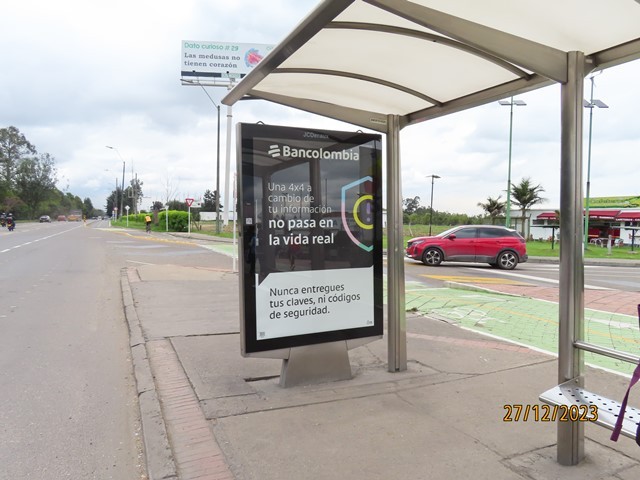 Dato curioso # 29
Las medusas no
tienen corazón
JCDecaux
Bancolombia
Una 4x4 a
cambio de
tu información
no pasa en
la vida real
Nunca entregues
tus claves, ni códigos
de seguridad.
27/12/2023